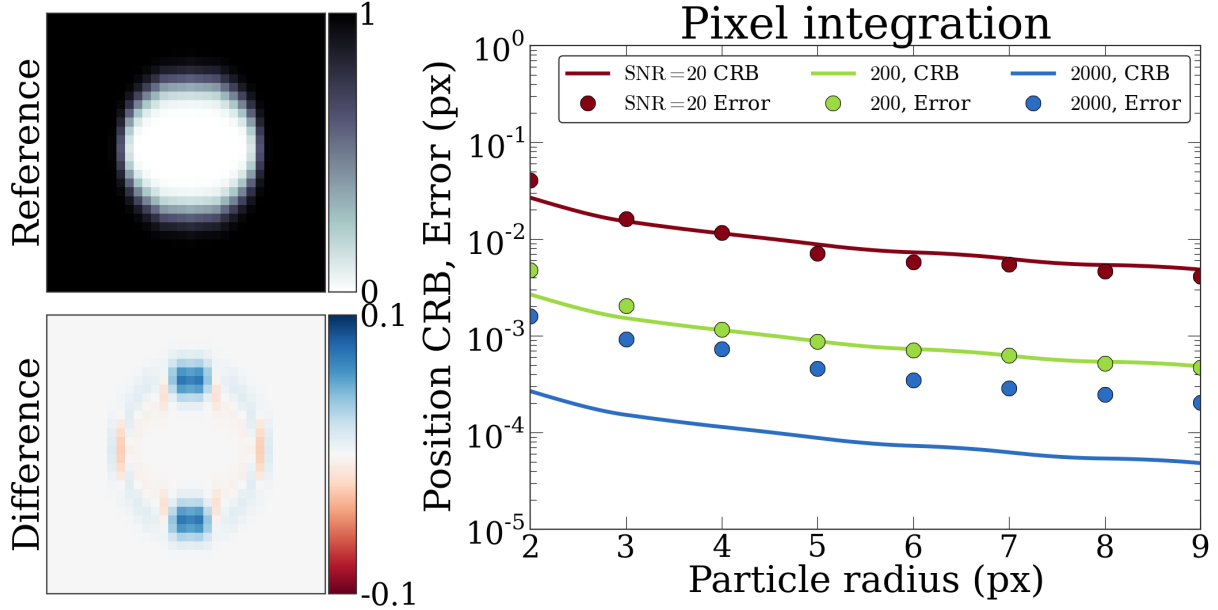 Reference
1
0
Difference
0.1
-0.1
Pixel integration
Position CRB, Error (px)
10^0
10^-1
10^-2
10^-3
10^-4
10^-5
SNR = 20 CRB
200, CRB
2000, CRB
SNR = 20 Error
200, Error
2000, Error
2 3 4 5 6 7 8 9
Particle radius (px)